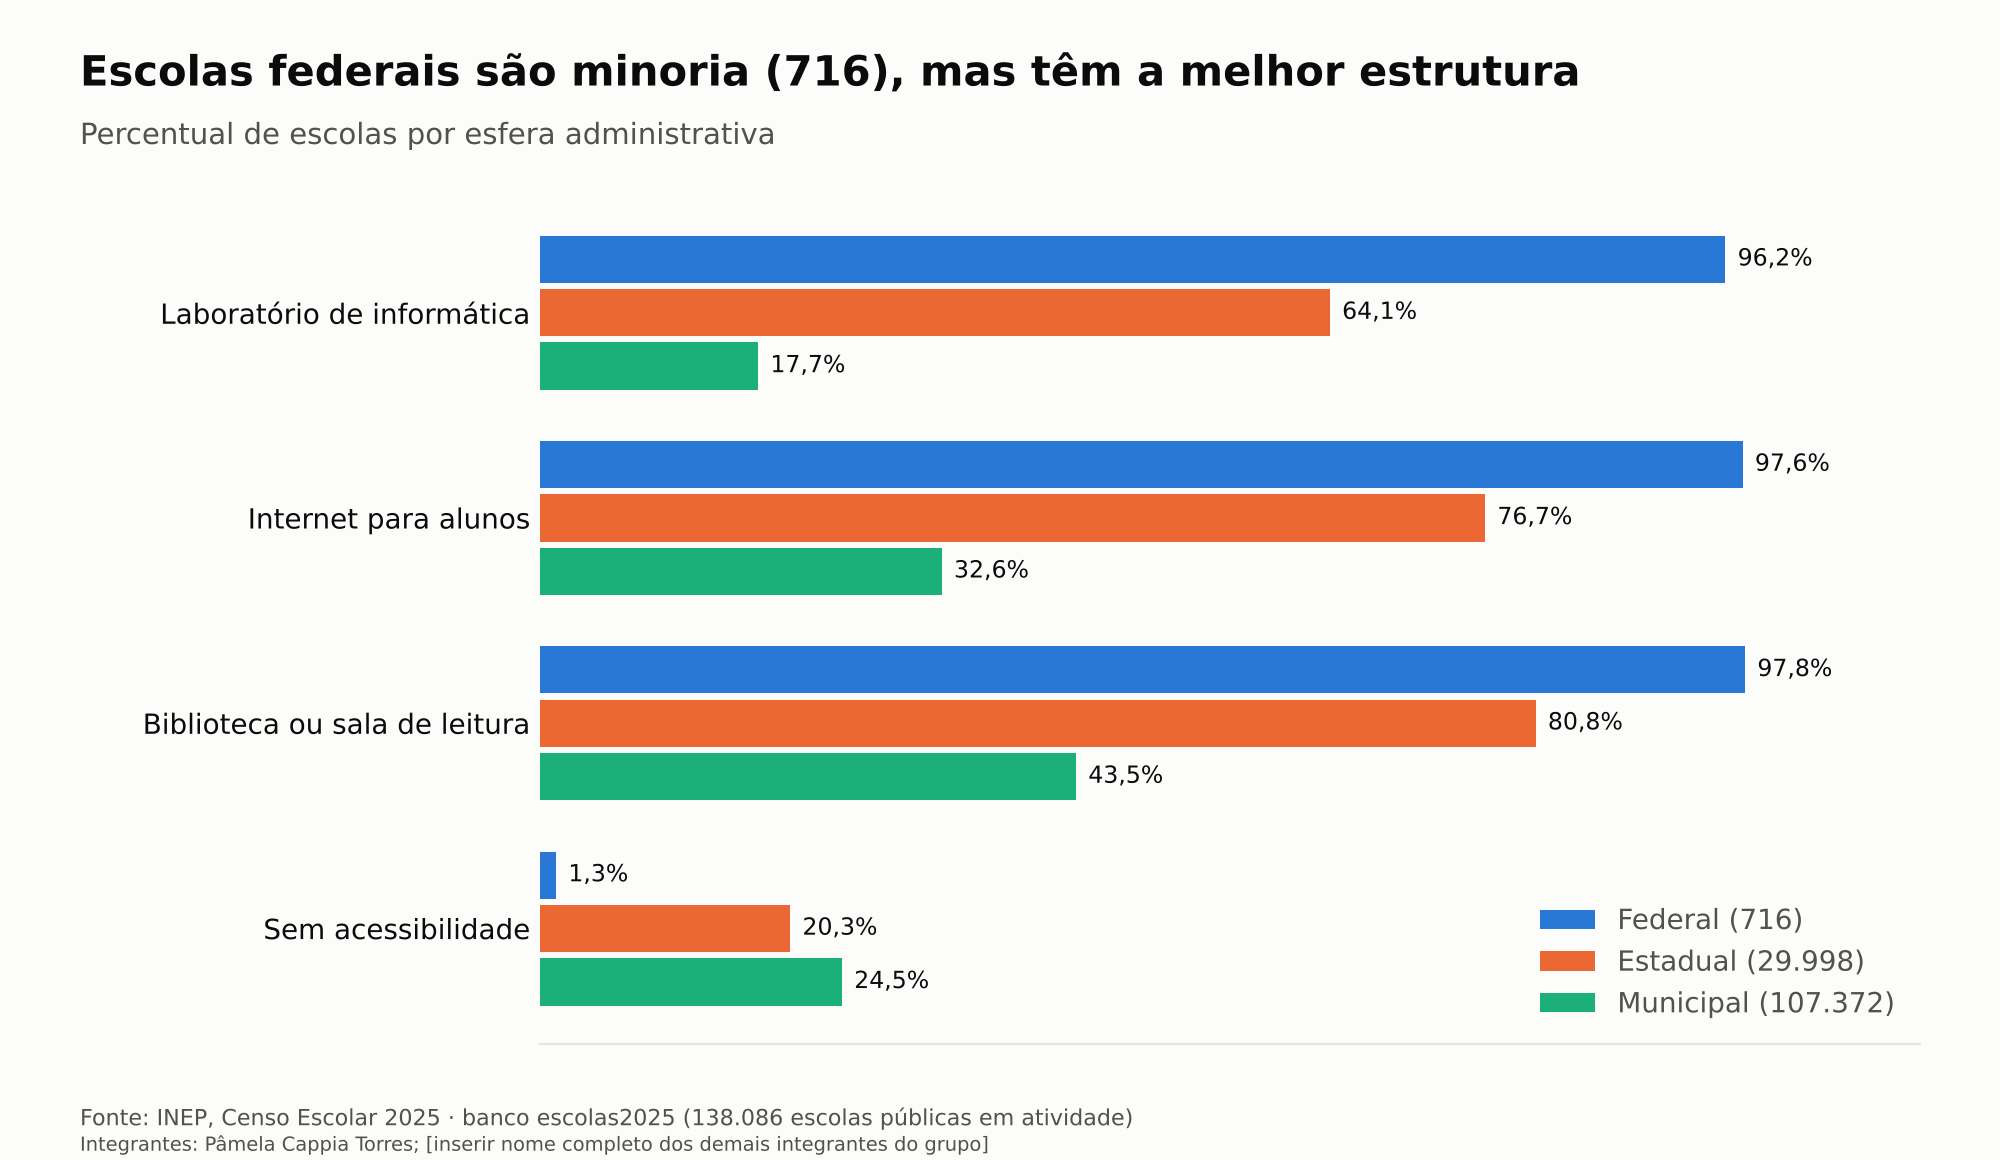 Escolas federais são minoria (716), mas têm a melhor estrutura
Percentual de escolas por esfera administrativa
96,2%
Laboratório de informática
64,1%
17,7%
97,6%
Internet para alunos
76,7%
32,6%
97,8%
Biblioteca ou sala de leitura
80,8%
43,5%
1,3%
Sem acessibilidade
20,3%
24,5%
Federal (716)
Estadual (29.998)
Municipal (107.372)
Fonte: INEP, Censo Escolar 2025 · banco escolas2025 (138.086 escolas públicas em atividade)
Integrantes: Pâmela Cappia Torres; [inserir nome completo dos demais integrantes do grupo]